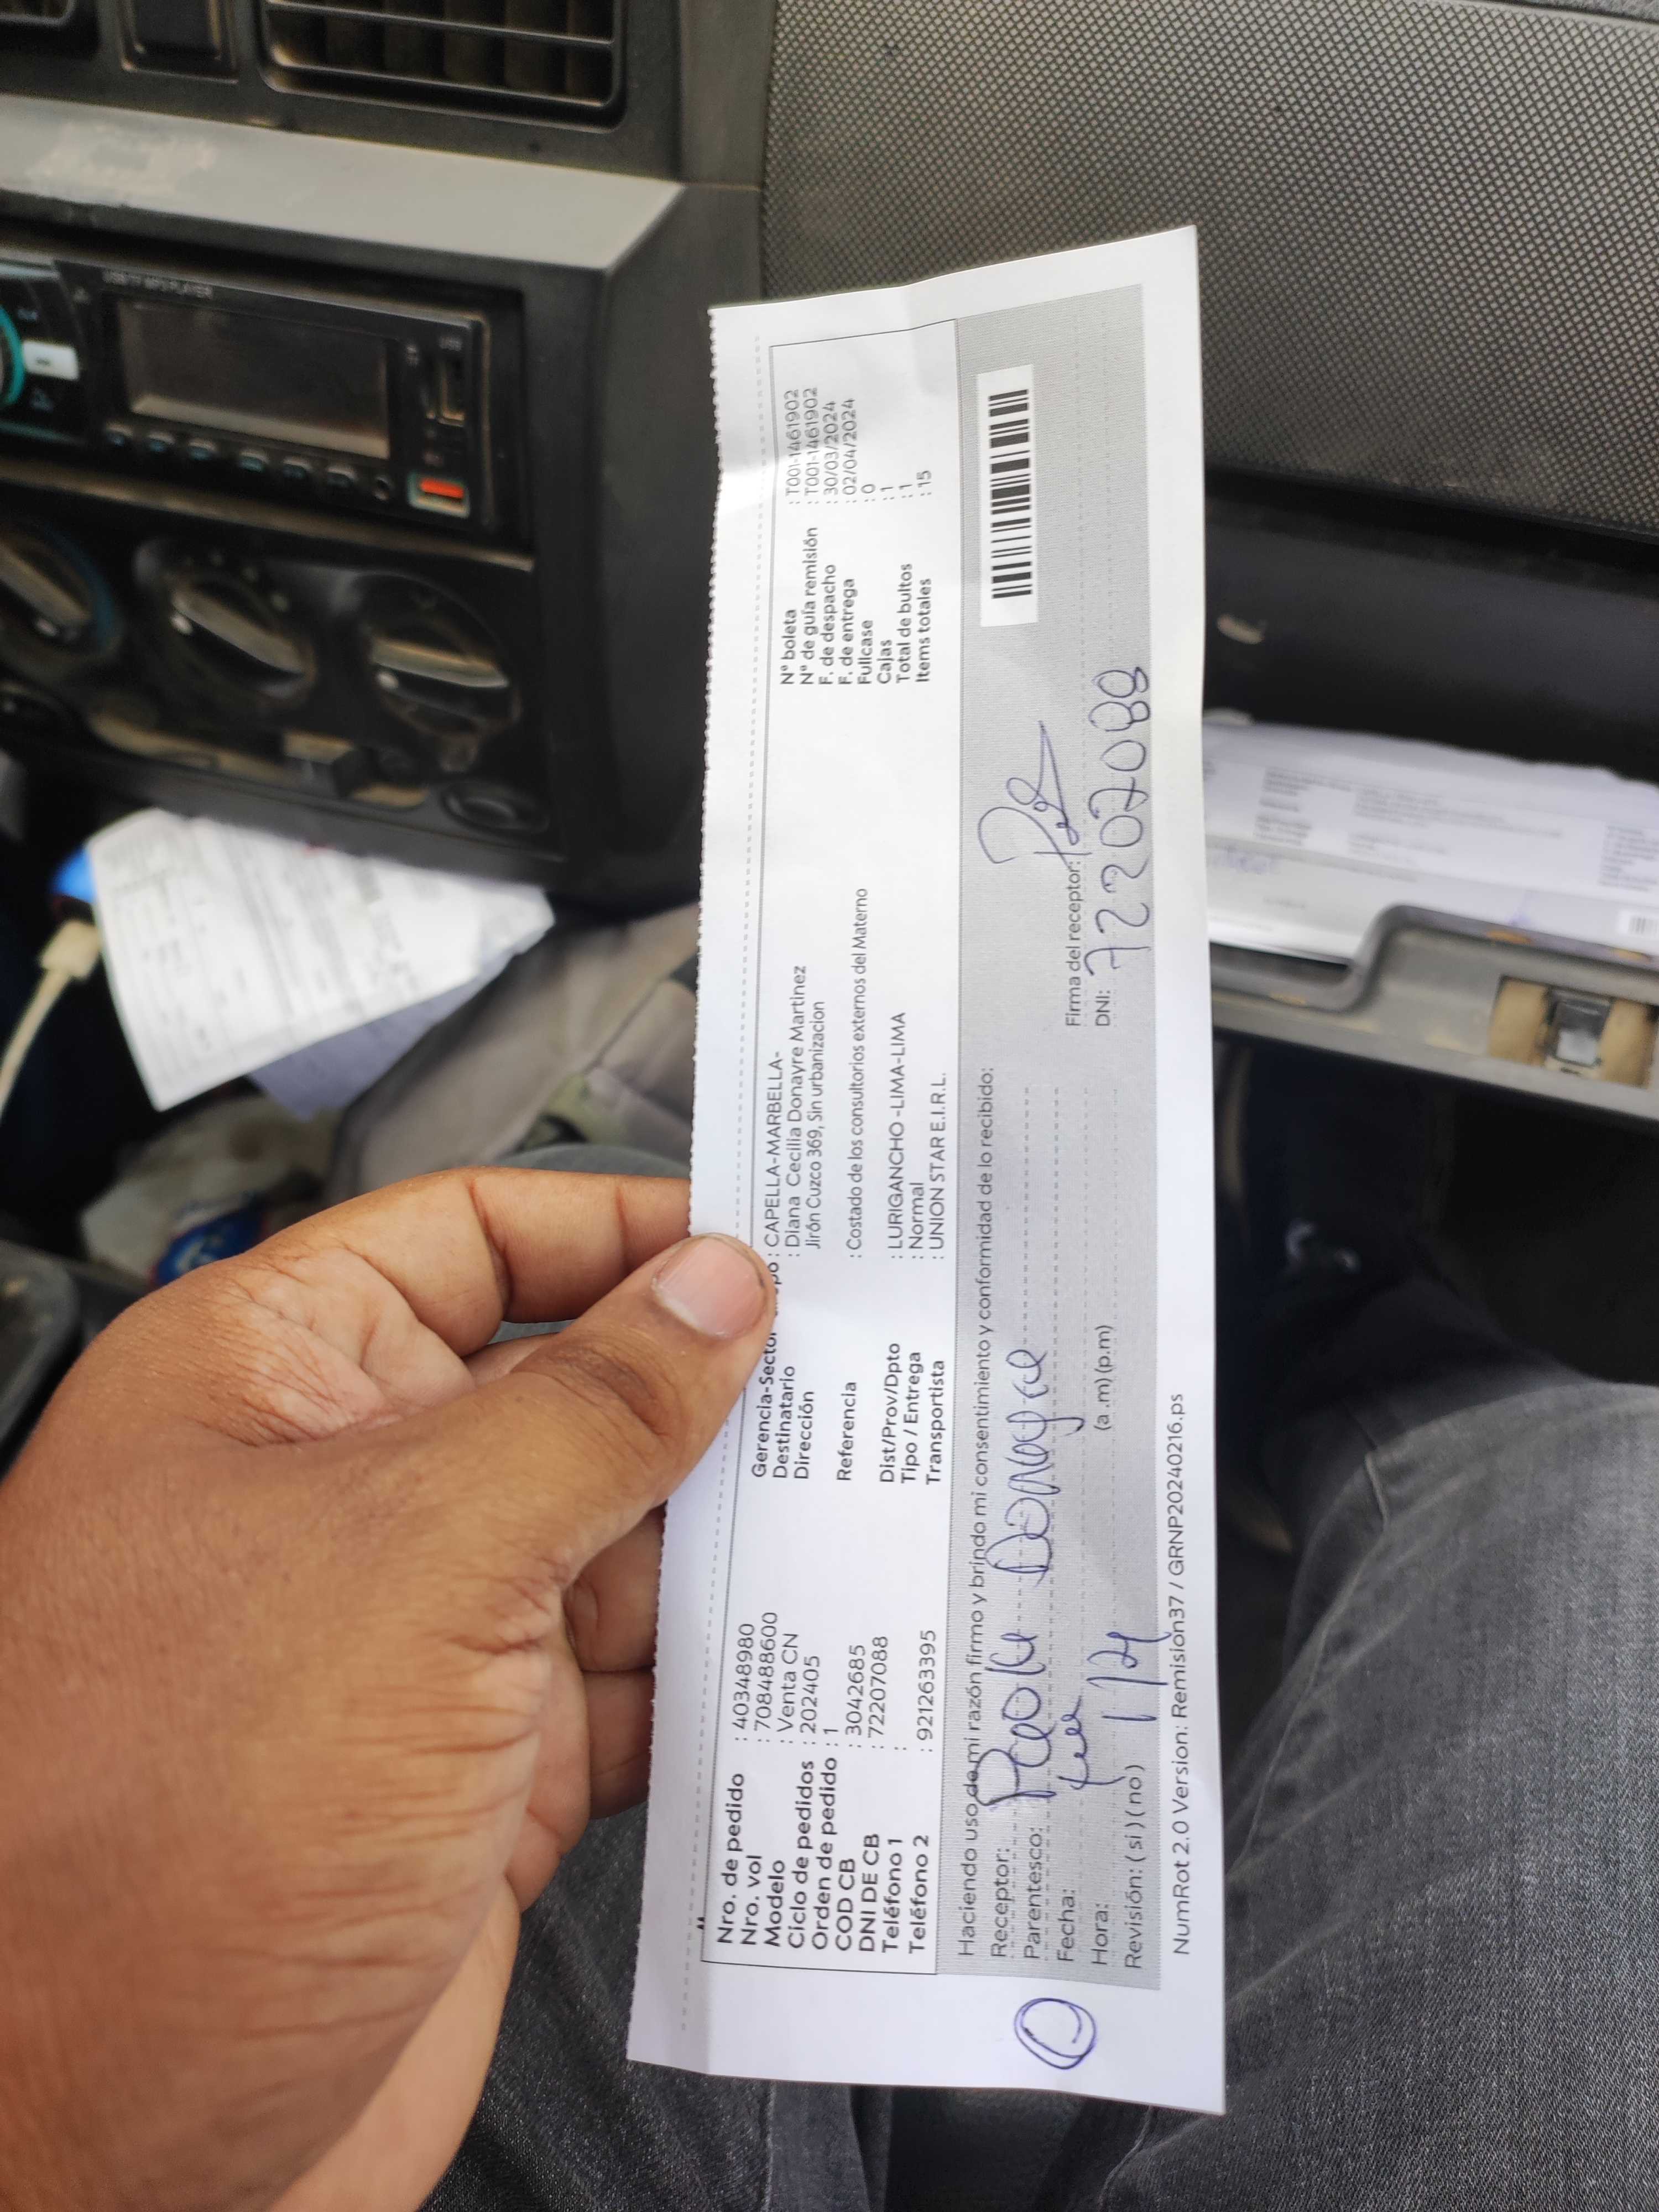 Nro. de pedido : 40348980
Nro. vol : 708488600
Modelo : Venta CN
Ciclo de pedidos : 202405
Orden de pedido : 1
COD CB : 3042685
DNI DE CB : 72207088
Teléfono 1 :
Teléfono 2 : 921263395
: CAPELLA-MARBELLA-
Destinatario : Diana Cecilia Donayre Martinez
Dirección Jirón Cuzco 369, Sin urbanizacion
Referencia : Costado de los consultorios externos del Materno
Dist/Prov/Dpto : LURIGANCHO -LIMA-LIMA
Tipo / Entrega : Normal
Transportista : UNION STAR E.I.R.L.
N° boleta : T001-1461902
N° de guía remisión : T001-1461902
F. de despacho : 30/03/2024
F. de entrega : 02/04/2024
Fullcase : 0
Cajas : 1
Total de bultos : 1
Items totales : 15
Haciendo uso de mi razón firmo y brindo mi consentimiento y conformidad de lo recibido:
Receptor: Donayre
Parentesco:
Fecha:
Hora: (a.m) (p.m)
Revisión: ( si ) ( no )
Firma del receptor:
DNI: 72207088
NumRot 2.0 Version: Remision37 / GRNP20240216.ps
USB